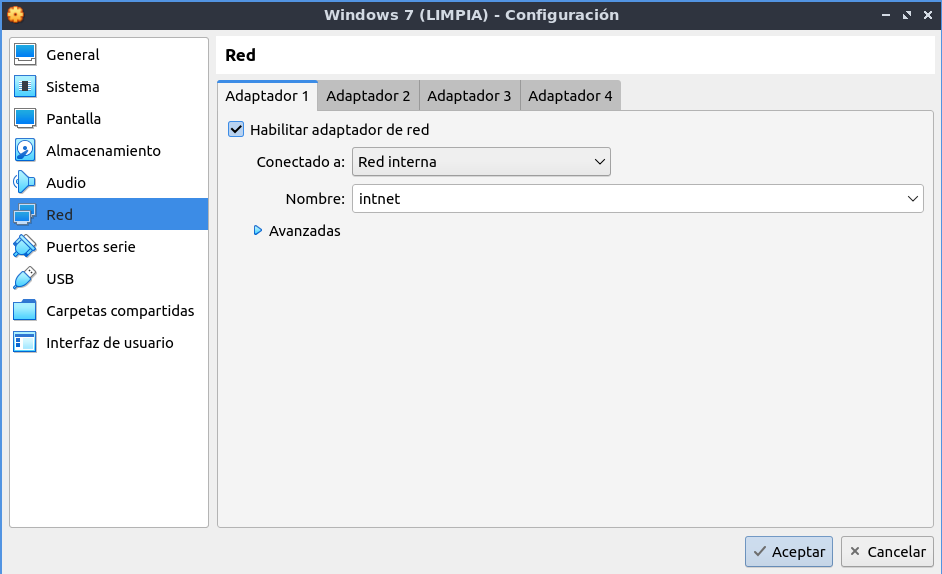 Windows 7 (LIMPIA) - Configuración
General
Sistema
Pantalla
Almacenamiento
Audio
Red
Puertos serie
USB
Carpetas compartidas
Interfaz de usuario
Red
Adaptador 1 Adaptador 2 Adaptador 3 Adaptador 4
Habilitar adaptador de red
Conectado a: Red interna
Nombre: intnet
Avanzadas
Aceptar Cancelar